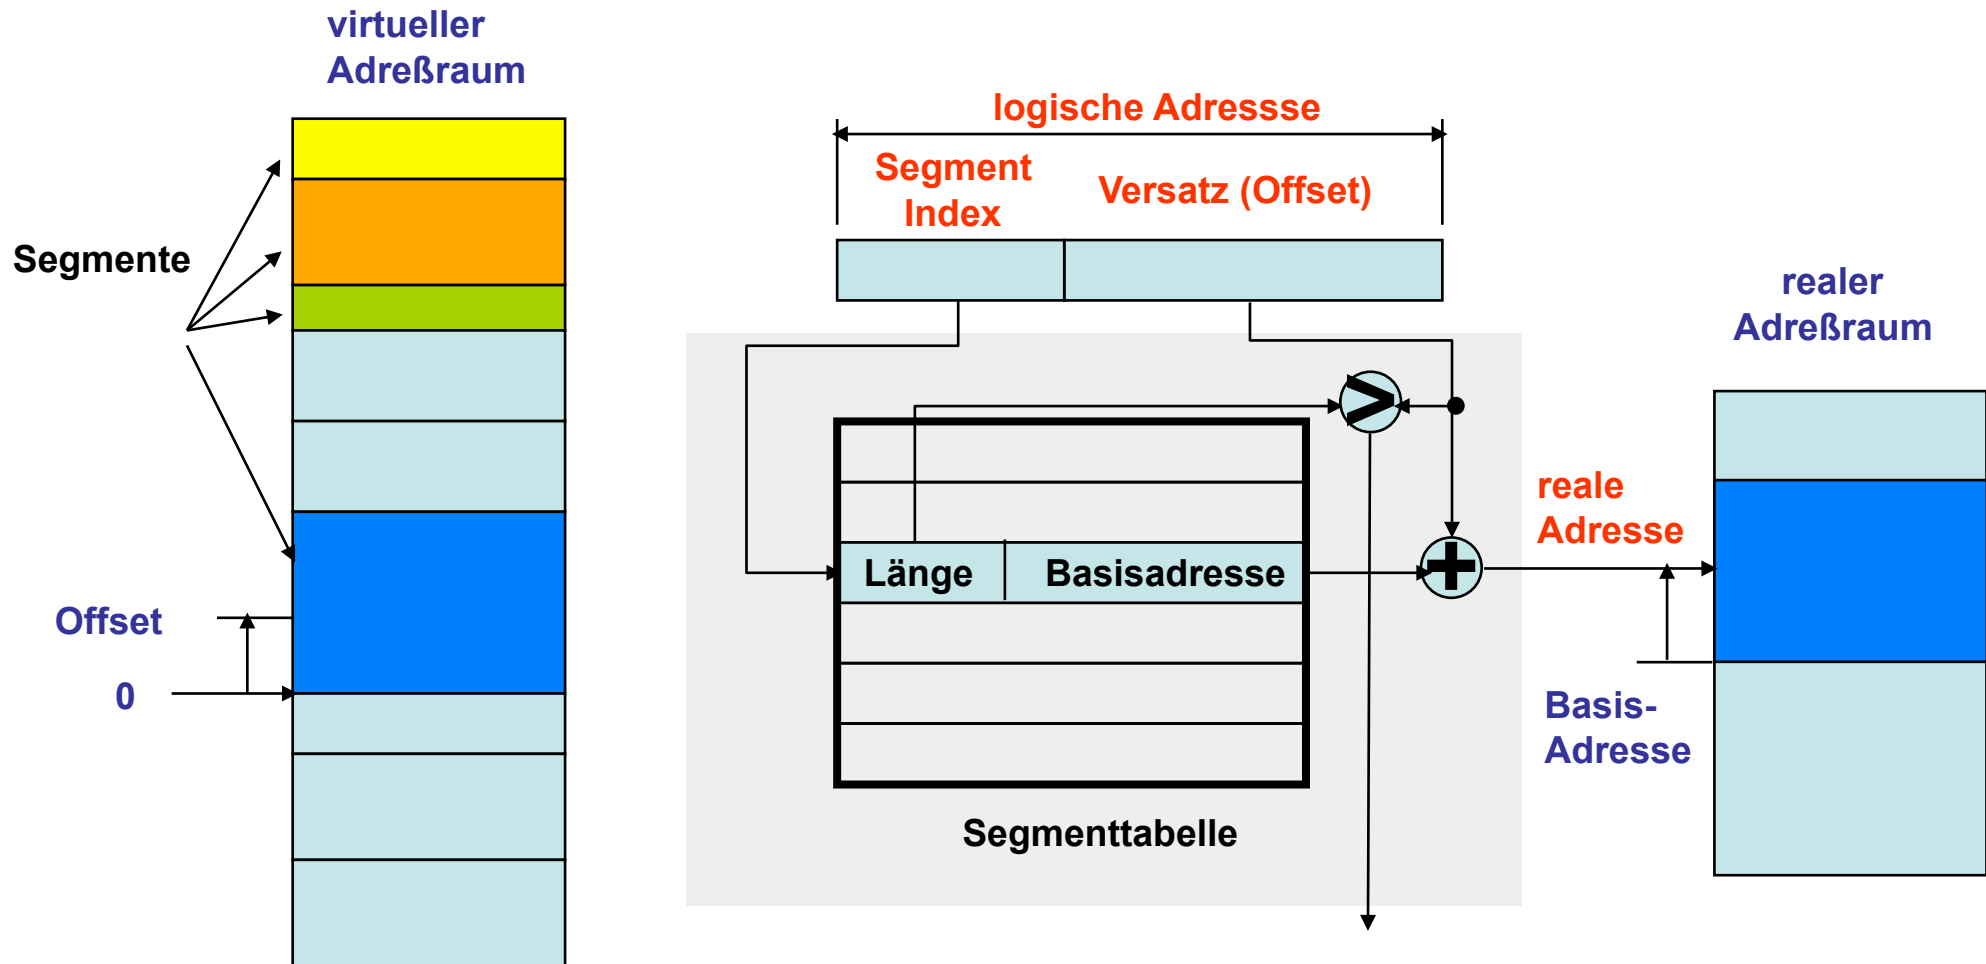 virtueller
Adreßraum
logische Adressse
Segment
Index
Versatz (Offset)
Segmente
realer
Adreßraum
>
reale
Adresse
Länge
Basisadresse
+
Offset
0
Basis-
Adresse
Segmenttabelle